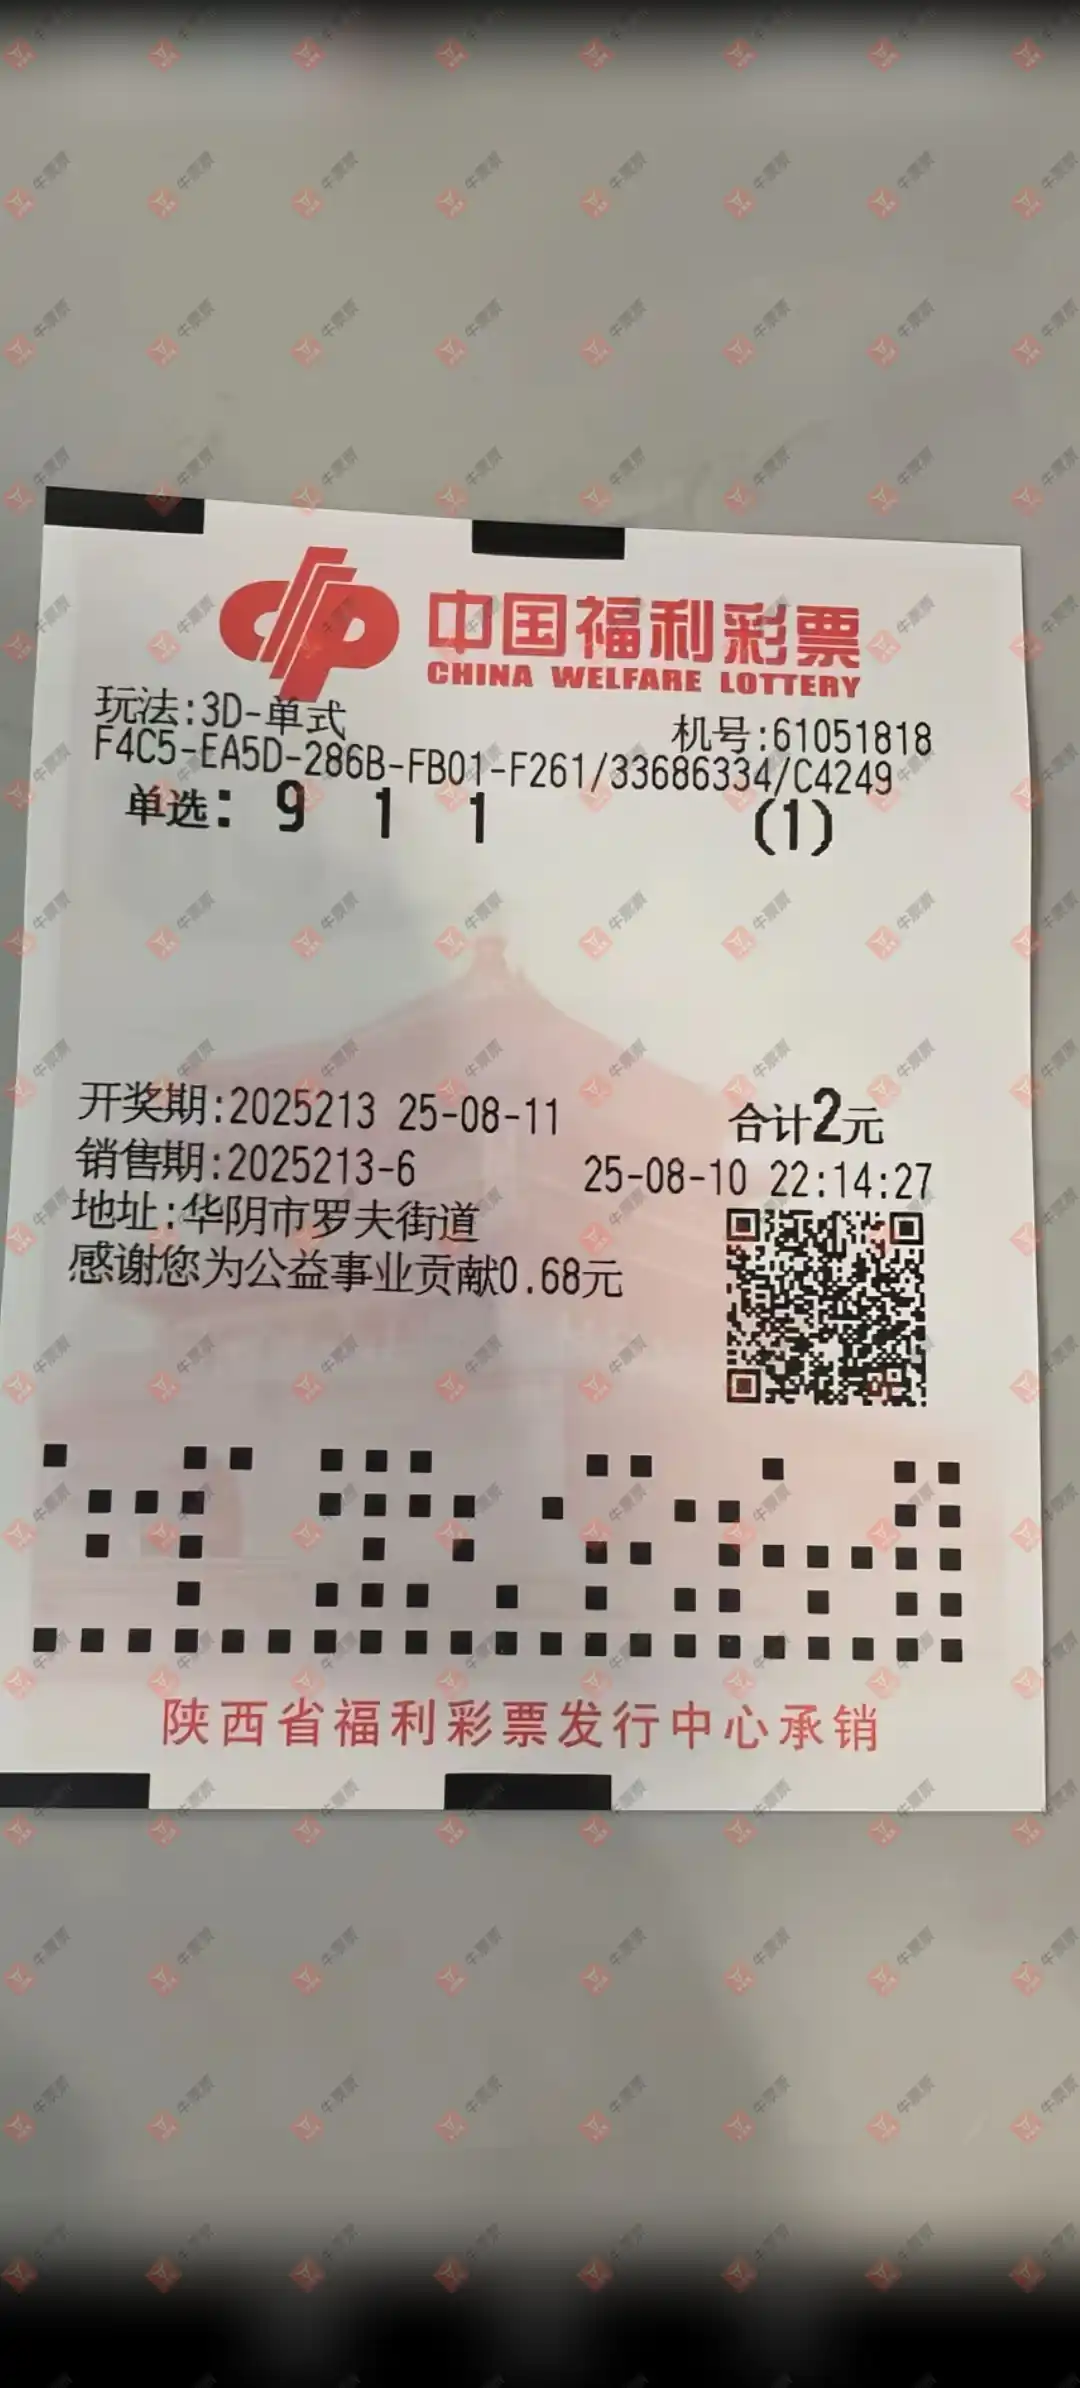 中国福利彩票
CHINA WELFARE LOTTERY
玩法:3D-单式
机号:61051818
F4C5-EA5D-286B-FB01-F261/33686334/C4249
单选: 9 1 1 (1)
开奖期:2025213 25-08-11 合计2元
销售期:2025213-6 25-08-10 22:14:27
地址:华阴市罗夫街道
感谢您为公益事业贡献0.68元
陕西省福利彩票发行中心承销
牛票票